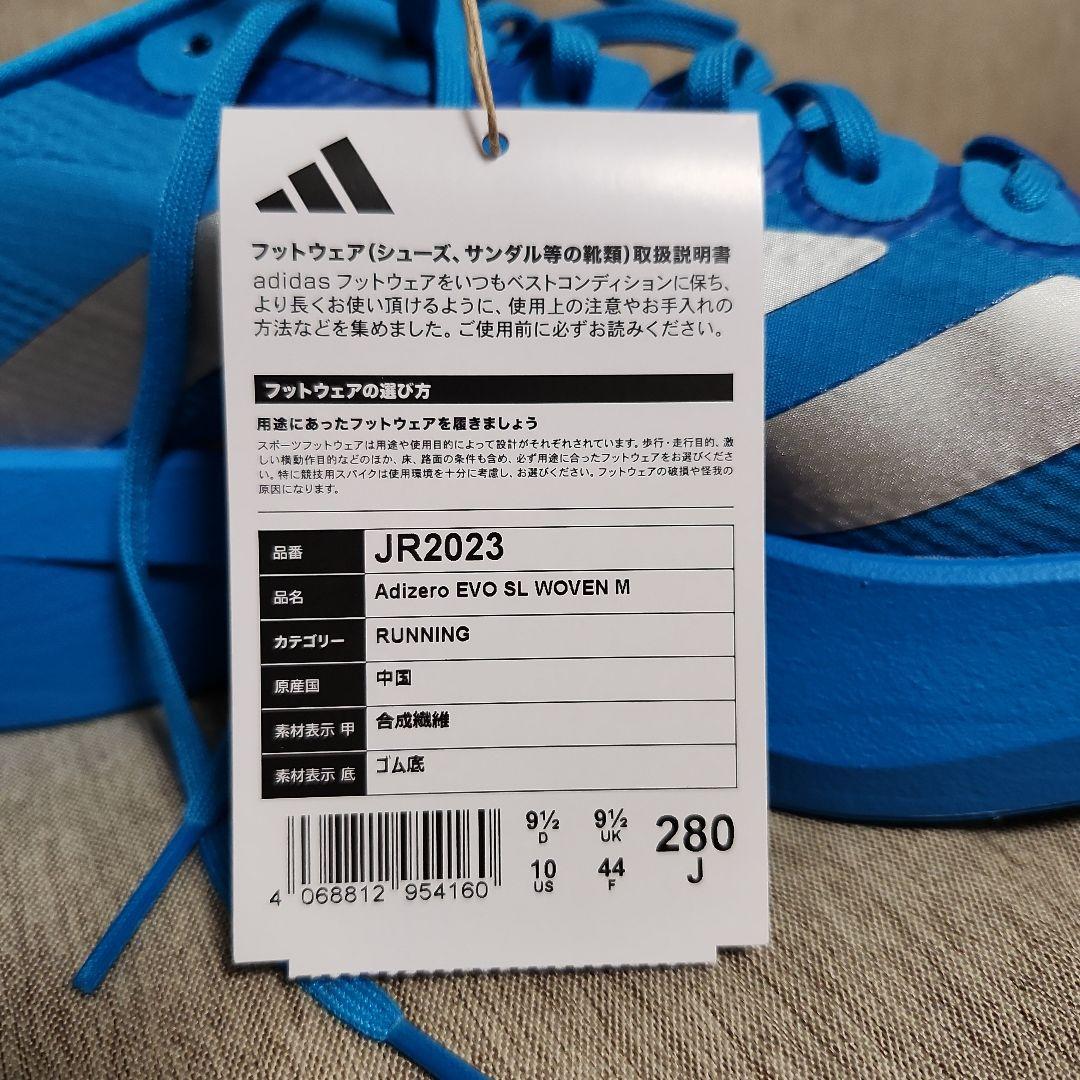 フットウェア(シューズ、サンダル等の靴類)取扱説明書
adidas フットウェアをいつもベストコンディションに保ち、
より長くお使い頂けるように、使用上の注意やお手入れの
方法などを集めました。ご使用前に必ずお読みください。
フットウェアの選び方
用途にあったフットウェアを履きましょう
スポーツフットウェアは用途や使用目的によって設計がそれぞれされています。歩行・走行目的、激
しい横動作目的などのほか、床、路面の条件も含め、必ず用途に合ったフットウェアをお選びくださ
い。特に競技用スパイクは使用環境を十分に考慮し、お選びください。フットウェアの破損や怪我の
原因になります。
品番 JR2023
品名 Adizero EVO SL WOVEN M
カテゴリー RUNNING
原産国 中国
素材表示 甲 合成繊維
素材表示 底 ゴム底
9½ 9½ 280
D UK J
10 44
US F
4 068812 954160